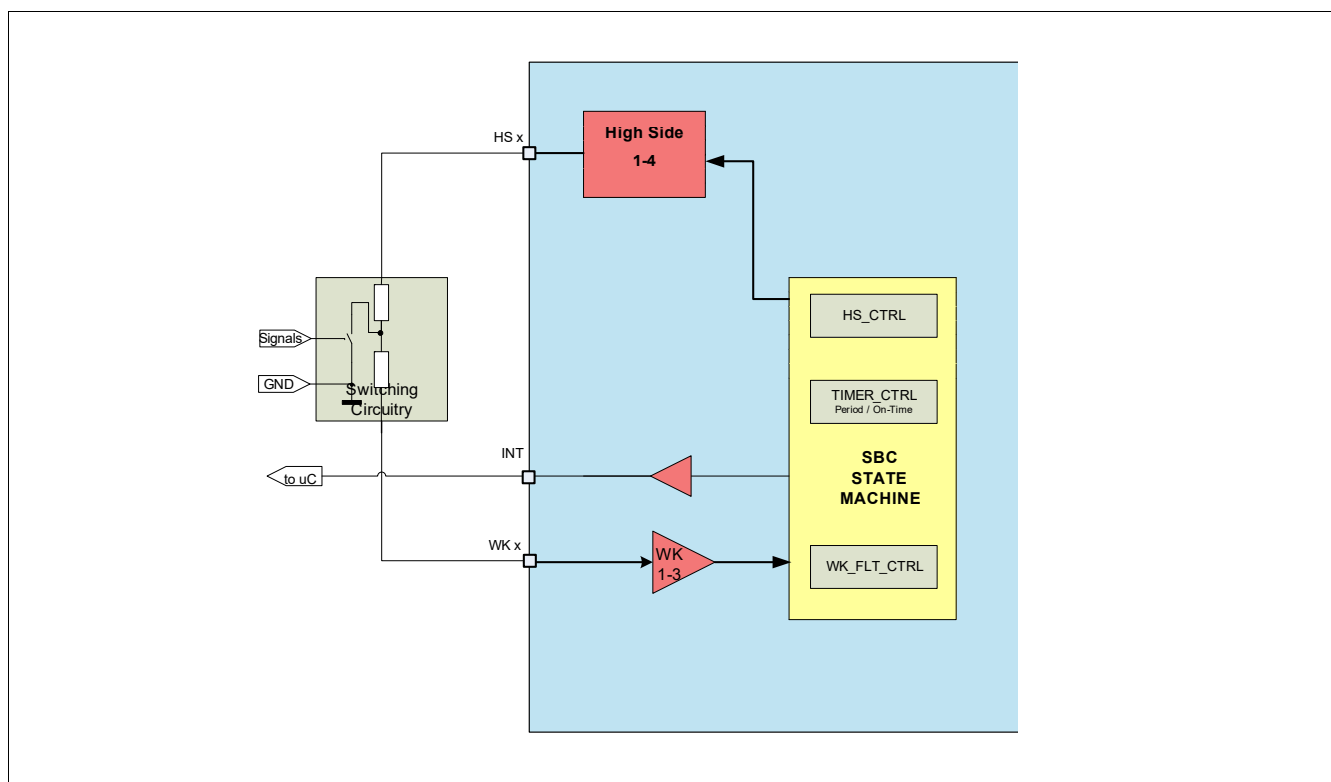 HS x
High Side
1-4
HS_CTRL
Signals
GND
Switching
Circuitry
TIMER_CTRL
Period / On-Time
SBC
STATE
MACHINE
INT
to uC
WK x
WK
1-3
WK_FLT_CTRL